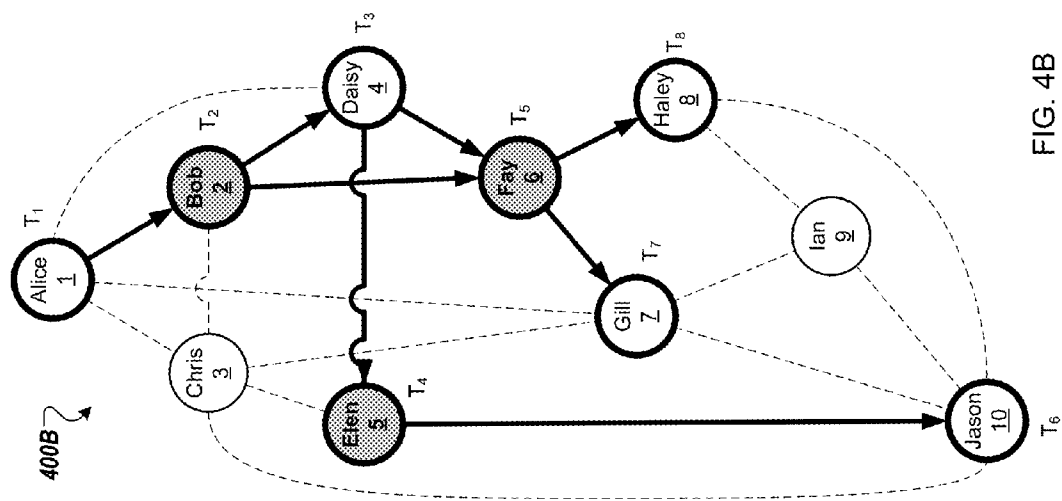 400B
Alice
1
T₁
Bob
2
T₂
Chris
3
Daisy
4
T₃
Elen
5
T₄
Fay
6
T₅
Gill
7
T₇
Haley
8
T₈
Ian
9
Jason
10
T₆
FIG. 4B